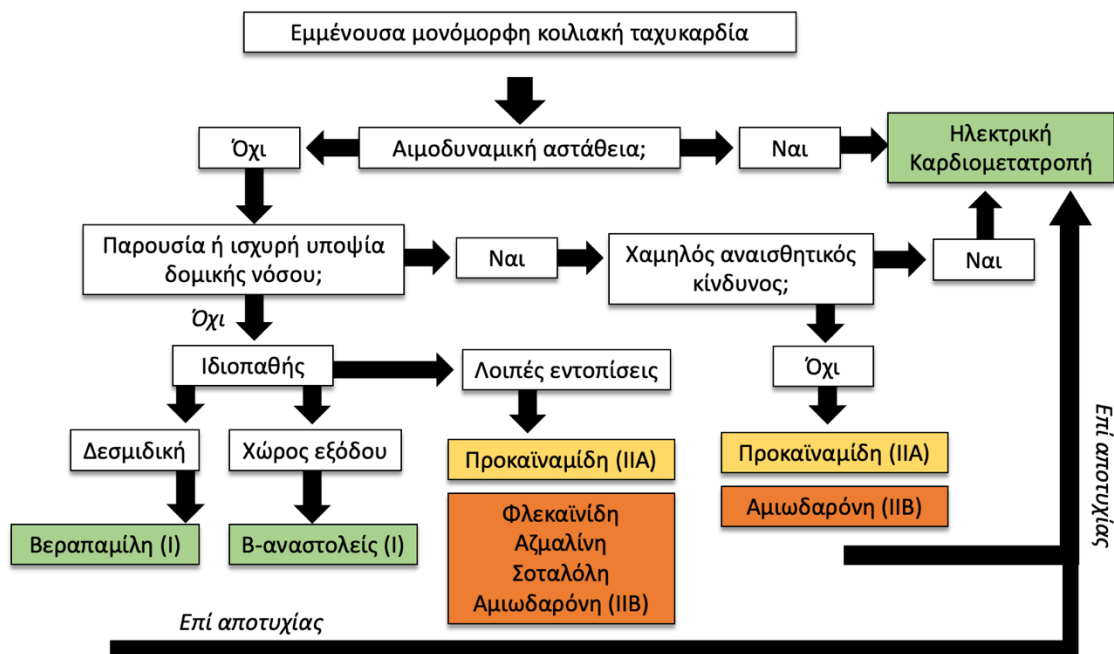 Εμμένουσα μονόμορφη κοιλιακή ταχυκαρδία
Όχι
Αιμοδυναμική αστάθεια;
Ναι
Ηλεκτρική
Καρδιομετατροπή
Παρουσία ή ισχυρή υποψία
δομικής νόσου;
Ναι
Χαμηλός αναισθητικός
κίνδυνος;
Ναι
Όχι
Ιδιοπαθής
Λοιπές εντοπίσεις
Όχι
Δεσμιδική
Χώρος εξόδου
Προκαϊναμίδη (IIA)
Προκαϊναμίδη (IIA)
Βεραπαμίλη (I)
Β-αναστολείς (I)
Φλεκαϊνίδη
Αζμαλίνη
Σοταλόλη
Αμιωδαρόνη (IIB)
Αμιωδαρόνη (IIB)
Επί αποτυχίας
Επί αποτυχίας